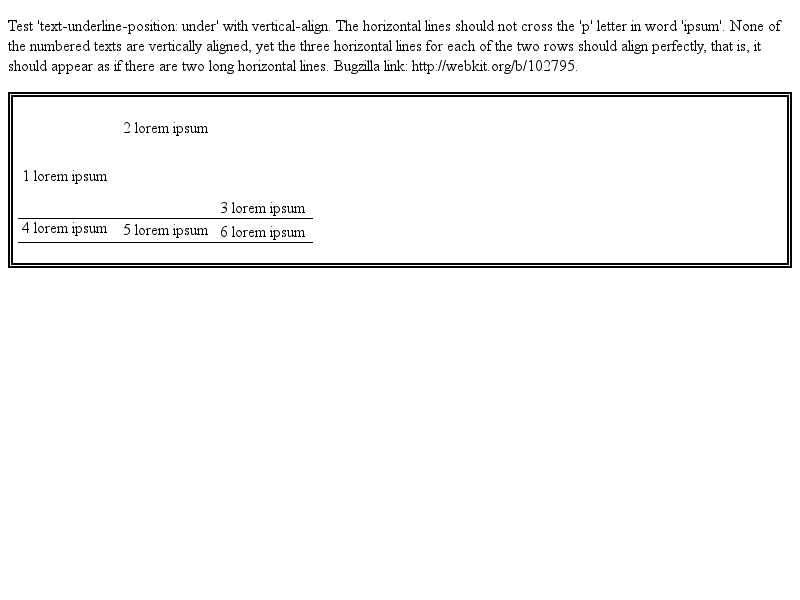 Test 'text-underline-position: under' with vertical-align. The horizontal lines should not cross the 'p' letter in word 'ipsum'. None of
the numbered texts are vertically aligned, yet the three horizontal lines for each of the two rows should align perfectly, that is, it
should appear as if there are two long horizontal lines. Bugzilla link: http://webkit.org/b/102795.
2 lorem ipsum
1 lorem ipsum
3 lorem ipsum
4 lorem ipsum 5 lorem ipsum 6 lorem ipsum